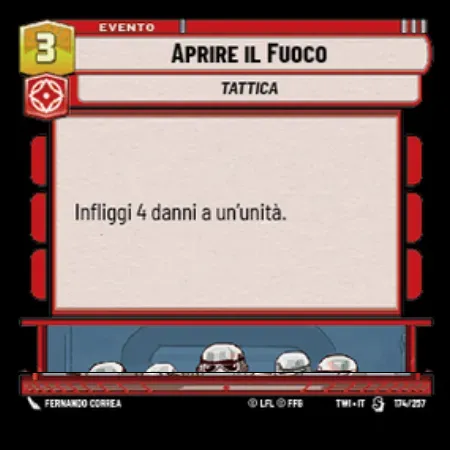 EVENTO
3
APRIRE IL FUOCO
TATTICA
Infliggi 4 danni a un'unità.
FERNANDO CORREA
© LFL © FFG
TWI • IT
174/257